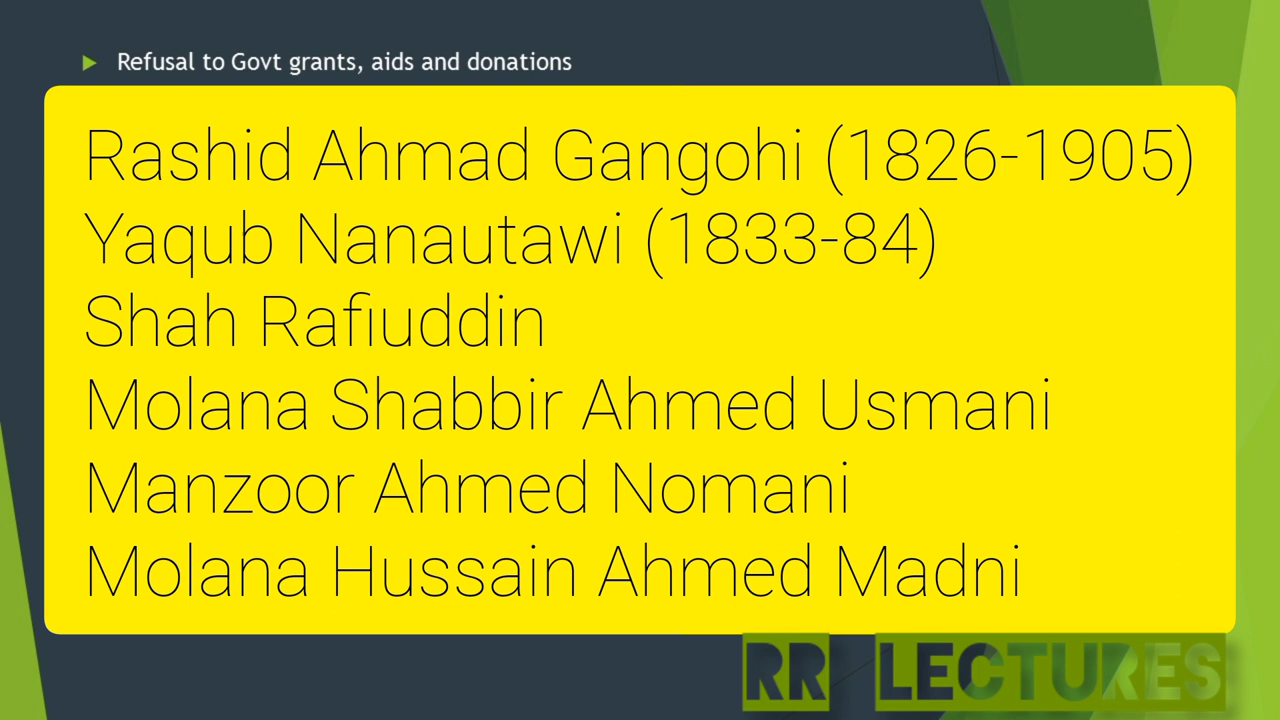 Refusal to Govt grants, aids and donations
Rashid Ahmad Gangohi (1826-1905)
Yaqub Nanautawi (1833-84)
Shah Rafiuddin
Molana Shabbir Ahmed Usmani
Manzoor Ahmed Nomani
Molana Hussain Ahmed Madni
RR LECTURES